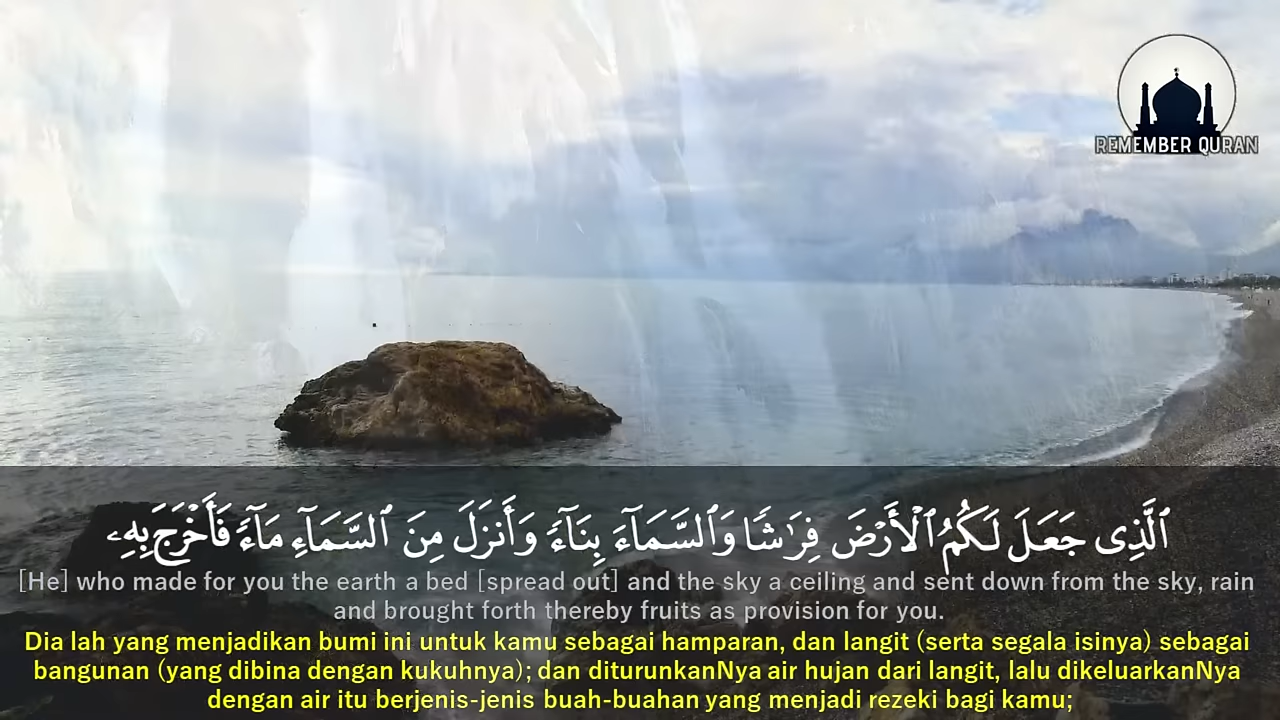 REMEMBER QURAN
ٱلَّذِى جَعَلَ لَكُمُ ٱلْأَرْضَ فِرَٰشًا وَٱلسَّمَآءَ بِنَآءً وَأَنزَلَ مِنَ ٱلسَّمَآءِ مَآءً فَأَخْرَجَ بِهِۦ
[He] who made for you the earth a bed [spread out] and the sky a ceiling and sent down from the sky, rain
and brought forth thereby fruits as provision for you.
Dia lah yang menjadikan bumi ini untuk kamu sebagai hamparan, dan langit (serta segala isinya) sebagai
bangunan (yang dibina dengan kukuhnya); dan diturunkanNya air hujan dari langit, lalu dikeluarkanNya
dengan air itu berjenis-jenis buah-buahan yang menjadi rezeki bagi kamu;